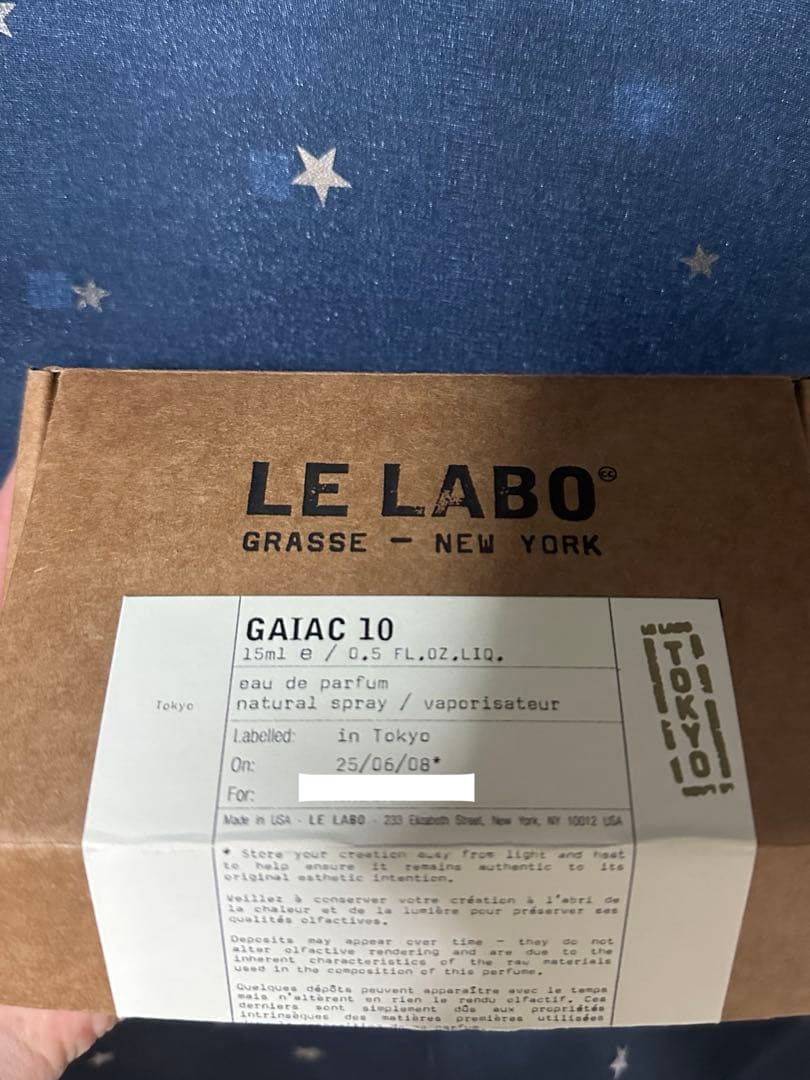 LE LABO
GRASSE — NEW YORK
GAIAC 10
15ml e / 0.5 FL.OZ.LIQ.
eau de parfum
natural spray / vaporisateur
Tokyo
Labelled: in Tokyo
On: 25/06/08*
For:
Made in USA - LE LABO - 233 Elizabeth Street, New York, NY 10012 USA
LE LABO
TOKYO
* Store your creation away from light and heat
to help ensure it remains authentic to its
original esthetic intention.
Veillez à conserver votre création à l'abri de
la chaleur et de la lumière pour préserver ses
qualités olfactives.
Deposits may appear over time — they do not
alter olfactive rendering and are due to the
inherent characteristics of the raw materials
used in the composition of this perfume.
Quelques dépôts peuvent apparaître avec le temps
mais n'altèrent en rien le rendu olfactif. Ces
derniers sont simplement dûs aux propriétés
intrinsèques des matières premières utilisées